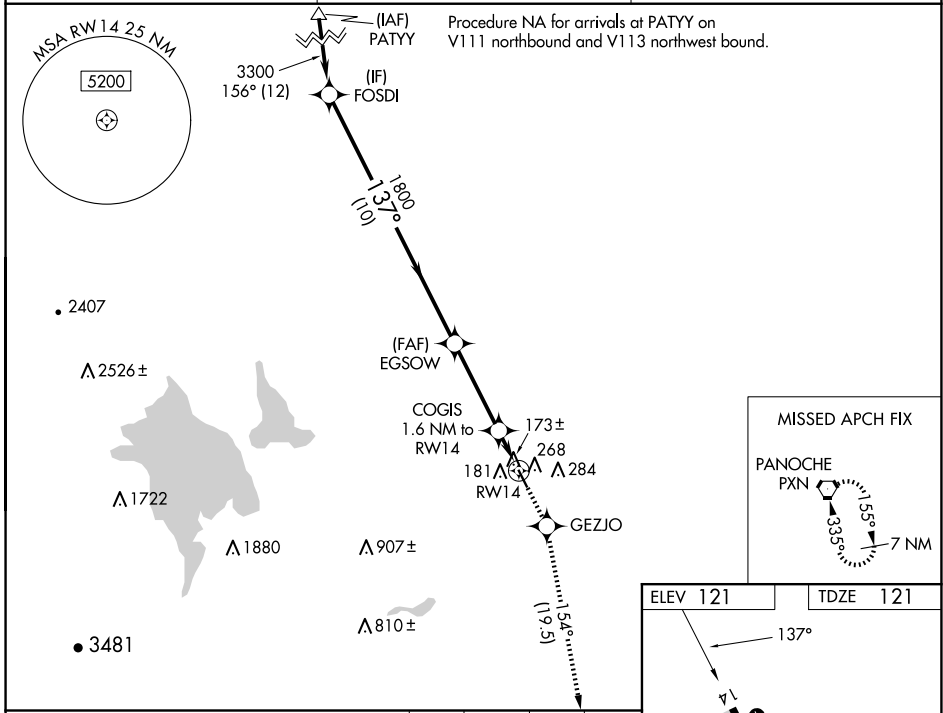 (IAF)
PATYY
Procedure NA for arrivals at PATYY on
V111 northbound and V113 northwest bound.
MSA RW14 25 NM
5200
3300
156° (12)
(IF)
FOSDI
1800
137°
(10)
2407
2526 ±
(FAF)
EGSOW
COGIS
1.6 NM to
RW14
173 ±
268
181
284
RW14
1722
1880
907 ±
GEZJO
810 ±
3481
154°
(19.5)
MISSED APCH FIX
PANOCHE
PXN
155°
335°
7 NM
ELEV 121
TDZE 121
137°
14